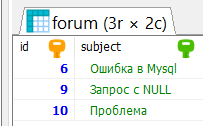 forum (3r × 2c)
id subject
6 Ошибка в Mysql
9 Запрос с NULL
10 Проблема